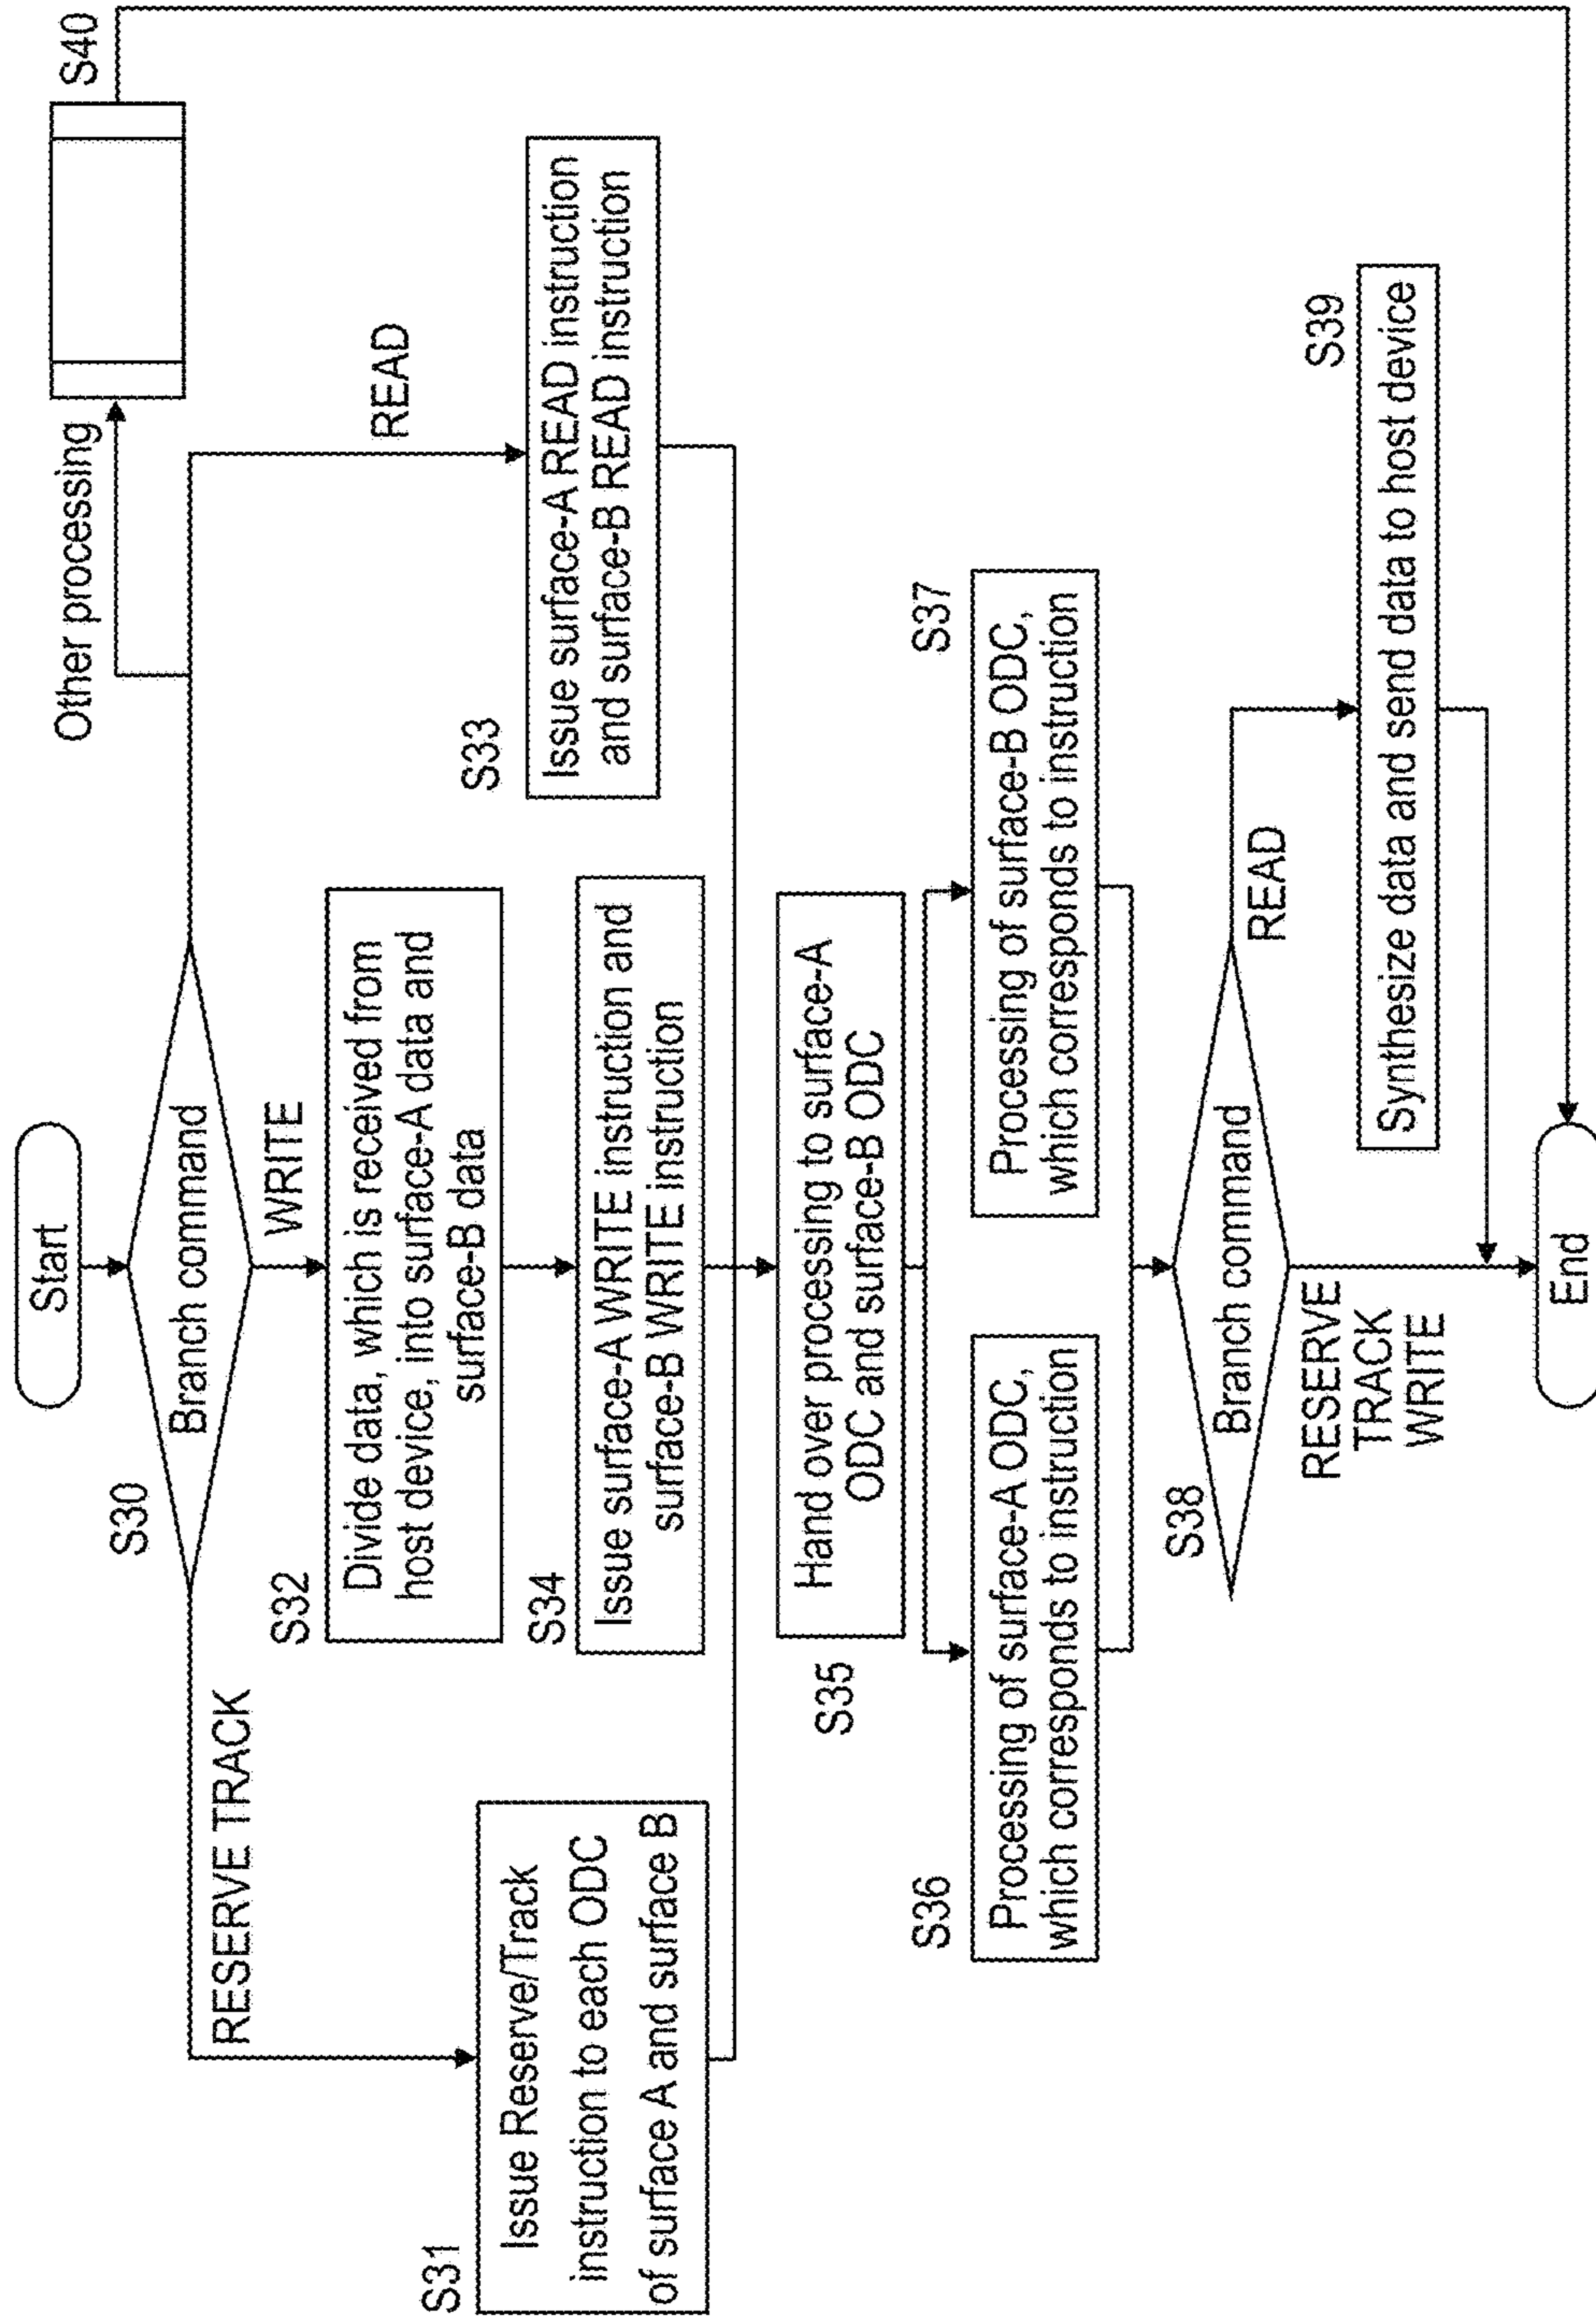 Start
S30
Branch command
Other processing
S40
RESERVE TRACK
WRITE
READ
S31
Issue Reserve/Track
instruction to each ODC
of surface A and surface B
S32
Divide data, which is received from
host device, into surface-A data and
surface-B data
S33
Issue surface-A READ instruction
and surface-B READ instruction
S34
Issue surface-A WRITE instruction and
surface-B WRITE instruction
S35
Hand over processing to surface-A
ODC and surface-B ODC
S36
Processing of surface-A ODC,
which corresponds to instruction
S37
Processing of surface-B ODC,
which corresponds to instruction
S38
Branch command
READ
RESERVE
TRACK
WRITE
S39
Synthesize data and send data to host device
End